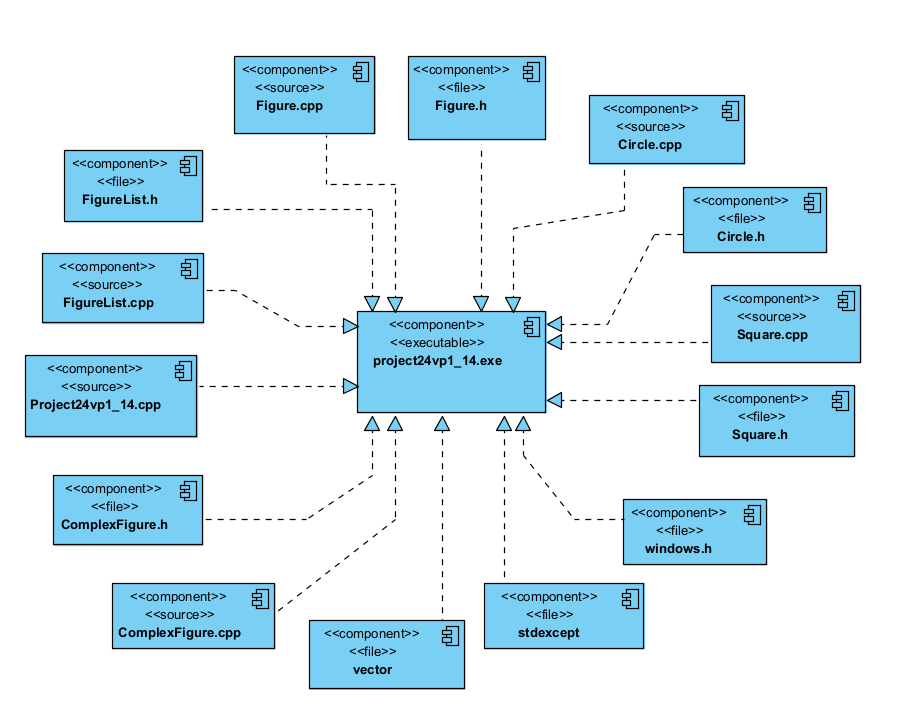 <<component>>
<<source>>
Figure.cpp
<<component>>
<<file>>
Figure.h
<<component>>
<<source>>
Circle.cpp
<<component>>
<<file>>
FigureList.h
<<component>>
<<file>>
Circle.h
<<component>>
<<source>>
FigureList.cpp
<<component>>
<<source>>
Square.cpp
<<component>>
<<executable>>
project24vp1_14.exe
<<component>>
<<source>>
Project24vp1_14.cpp
<<component>>
<<file>>
Square.h
<<component>>
<<file>>
ComplexFigure.h
<<component>>
<<file>>
windows.h
<<component>>
<<source>>
ComplexFigure.cpp
<<component>>
<<file>>
stdexcept
<<component>>
<<file>>
vector